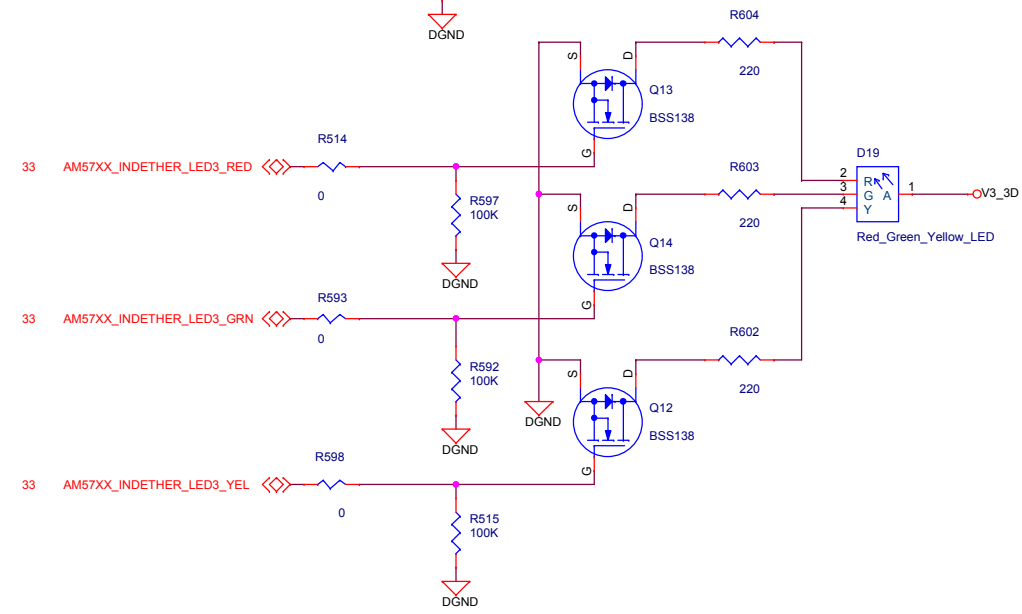 DGND
R604
220
S
D
Q13
BSS138
G
R514
33 AM57XX_INDETHER_LED3_RED
0
R597
100K
DGND
R603
220
S
D
Q14
BSS138
G
D19
2
3
4
R
G A
Y
1
V3_3D
Red_Green_Yellow_LED
R593
33 AM57XX_INDETHER_LED3_GRN
0
R592
100K
DGND
R602
220
S
D
DGND
Q12
BSS138
G
R598
33 AM57XX_INDETHER_LED3_YEL
0
R515
100K
DGND